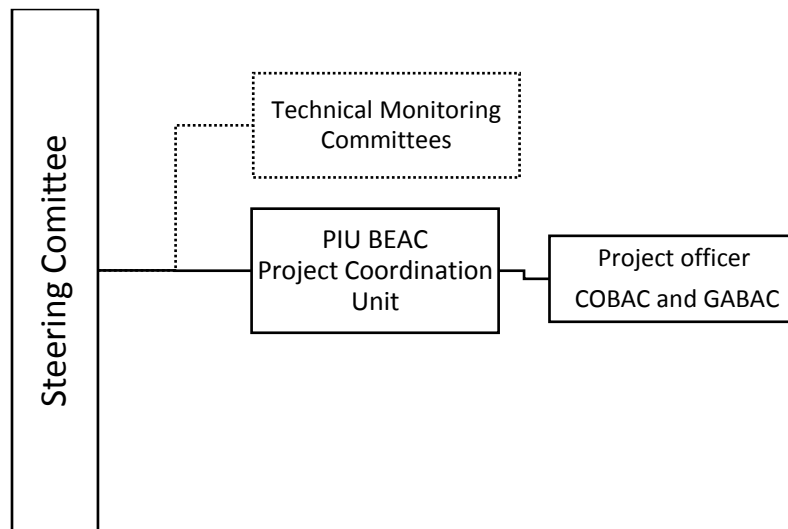 Steering Comittee
Technical Monitoring
Committees
PIU BEAC
Project Coordination
Unit
Project officer
COBAC and GABAC